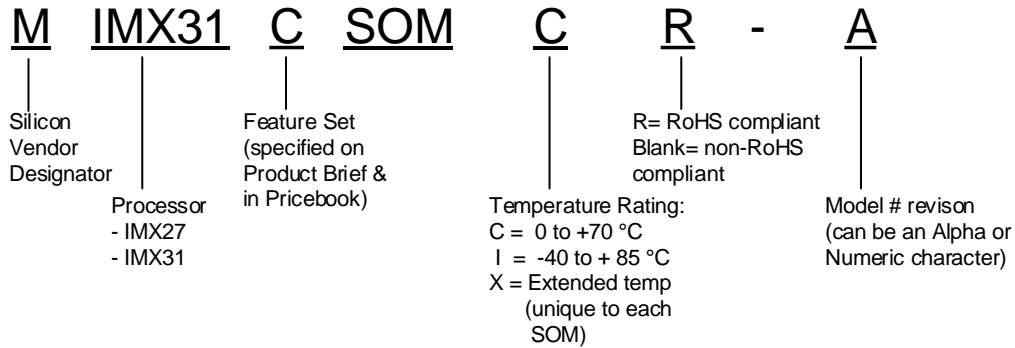 M IMX31 C SOM C R - A
Silicon
Vendor
Designator
Processor
- IMX27
- IMX31
Feature Set
(specified on
Product Brief &
in Pricebook)
Temperature Rating:
C = 0 to +70 °C
I = -40 to + 85 °C
X = Extended temp
(unique to each
SOM)
R= RoHS compliant
Blank= non-RoHS
compliant
Model # revison
(can be an Alpha or
Numeric character)